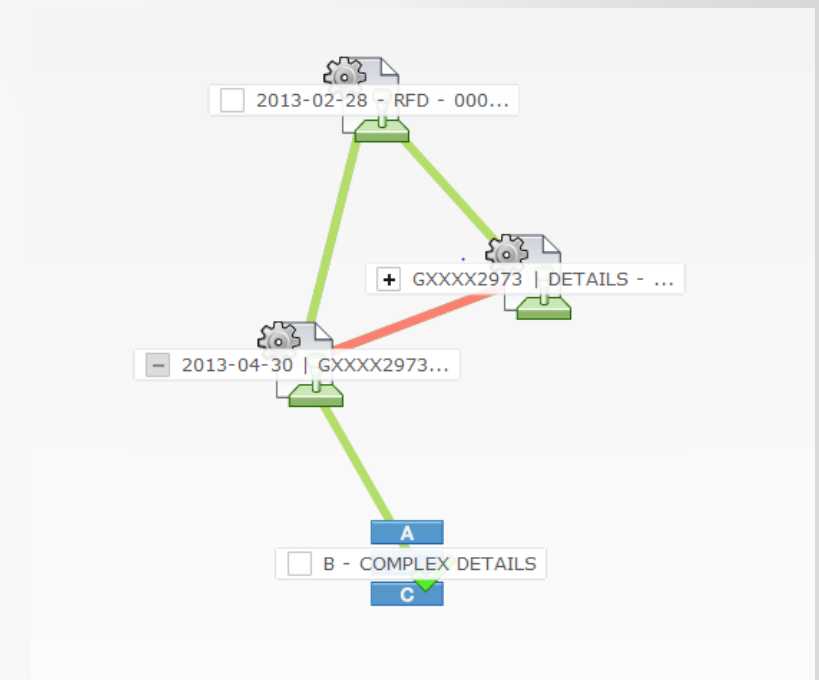 2013-02-28 - RFD - 000...
GXXXX2973 | DETAILS - ...
2013-04-30 | GXXXX2973...
A
B - COMPLEX DETAILS
C